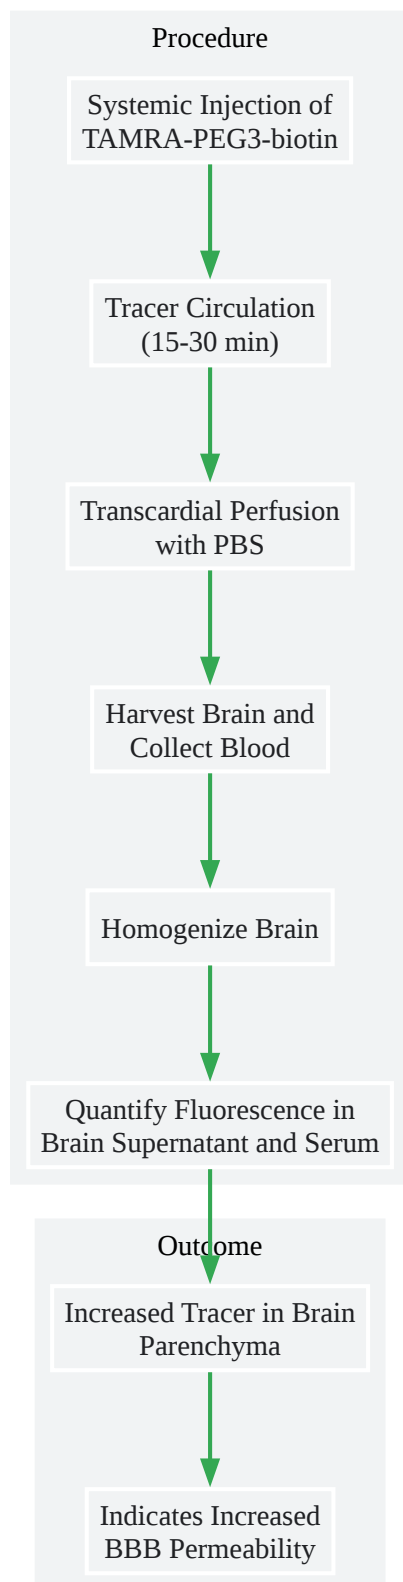 Procedure
Systemic Injection of
TAMRA-PEG3-biotin
Tracer Circulation
(15-30 min)
Transcardial Perfusion
with PBS
Harvest Brain and
Collect Blood
Homogenize Brain
Quantify Fluorescence in
Brain Supernatant and Serum
Outcome
Increased Tracer in Brain
Parenchyma
Indicates Increased
BBB Permeability